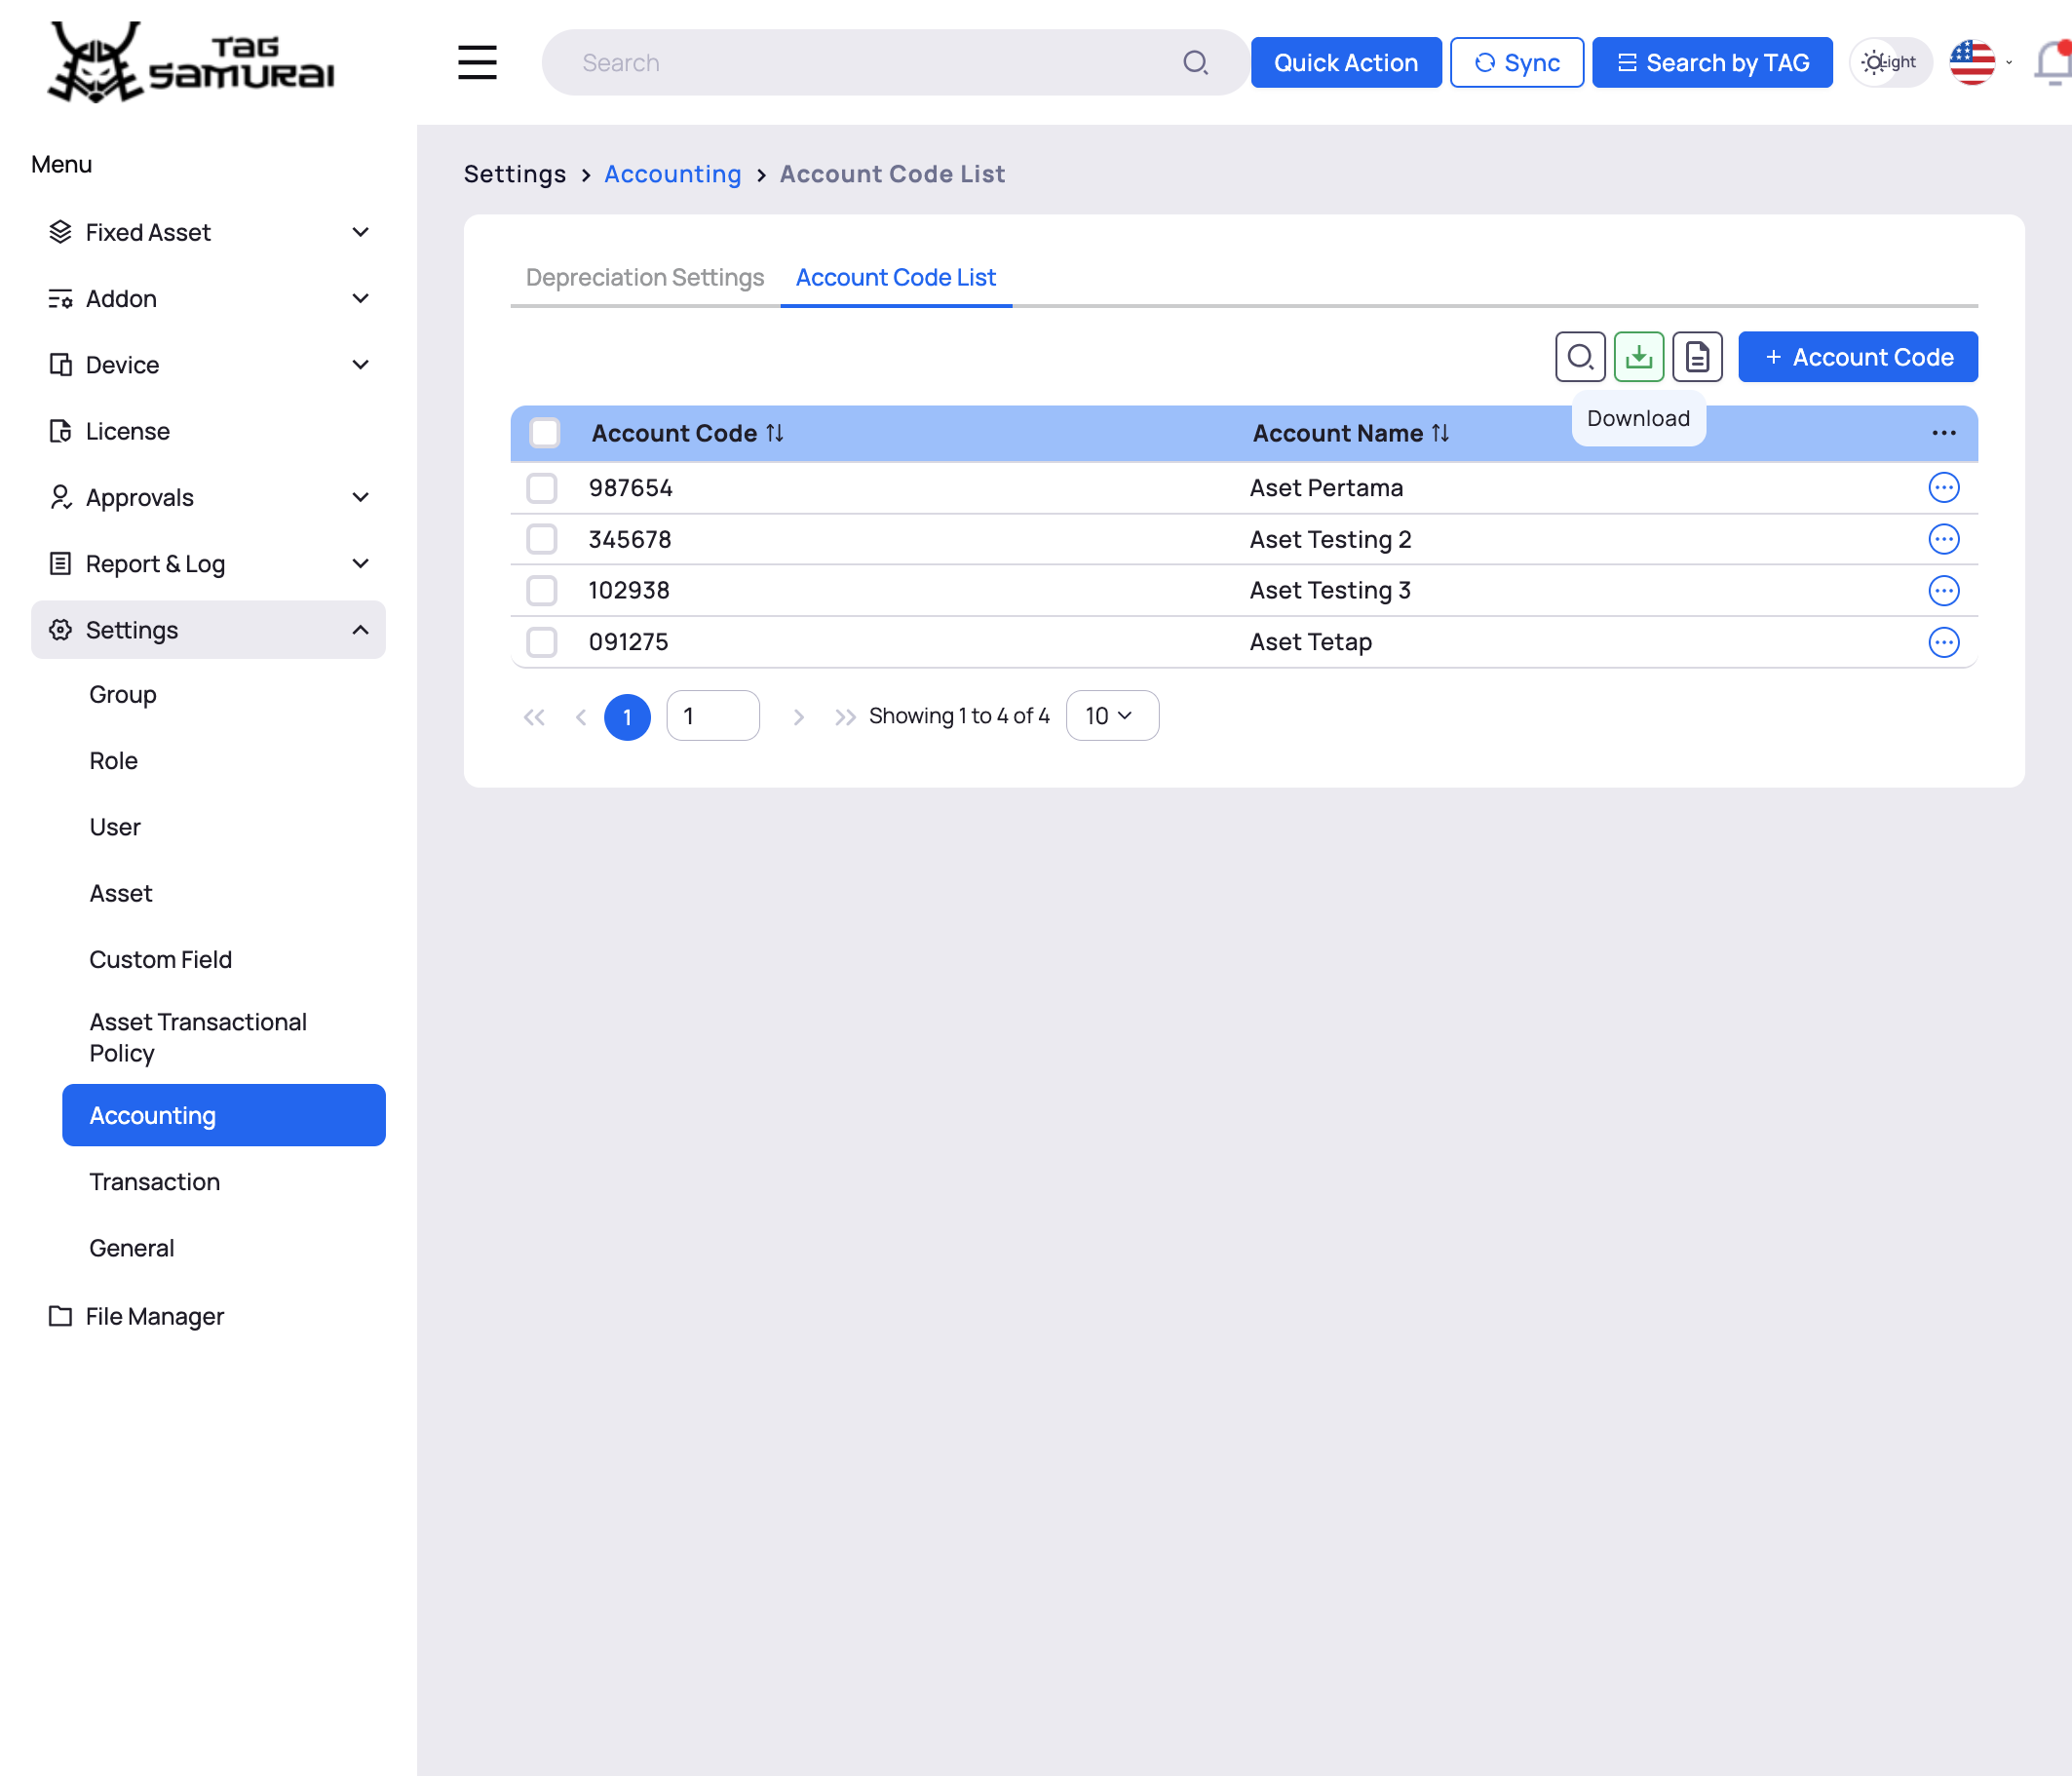 TAG
SAMURAI
Search
Quick Action
Sync
Search by TAG
Light
Menu
Fixed Asset
Addon
Device
License
Approvals
Report & Log
Settings
Group
Role
User
Asset
Custom Field
Asset Transactional
Policy
Accounting
Transaction
General
File Manager
Settings > Accounting > Account Code List
Depreciation Settings Account Code List
+ Account Code
Download
Account Code Account Name
987654 Aset Pertama
345678 Aset Testing 2
102938 Aset Testing 3
091275 Aset Tetap
1 1 Showing 1 to 4 of 4 10